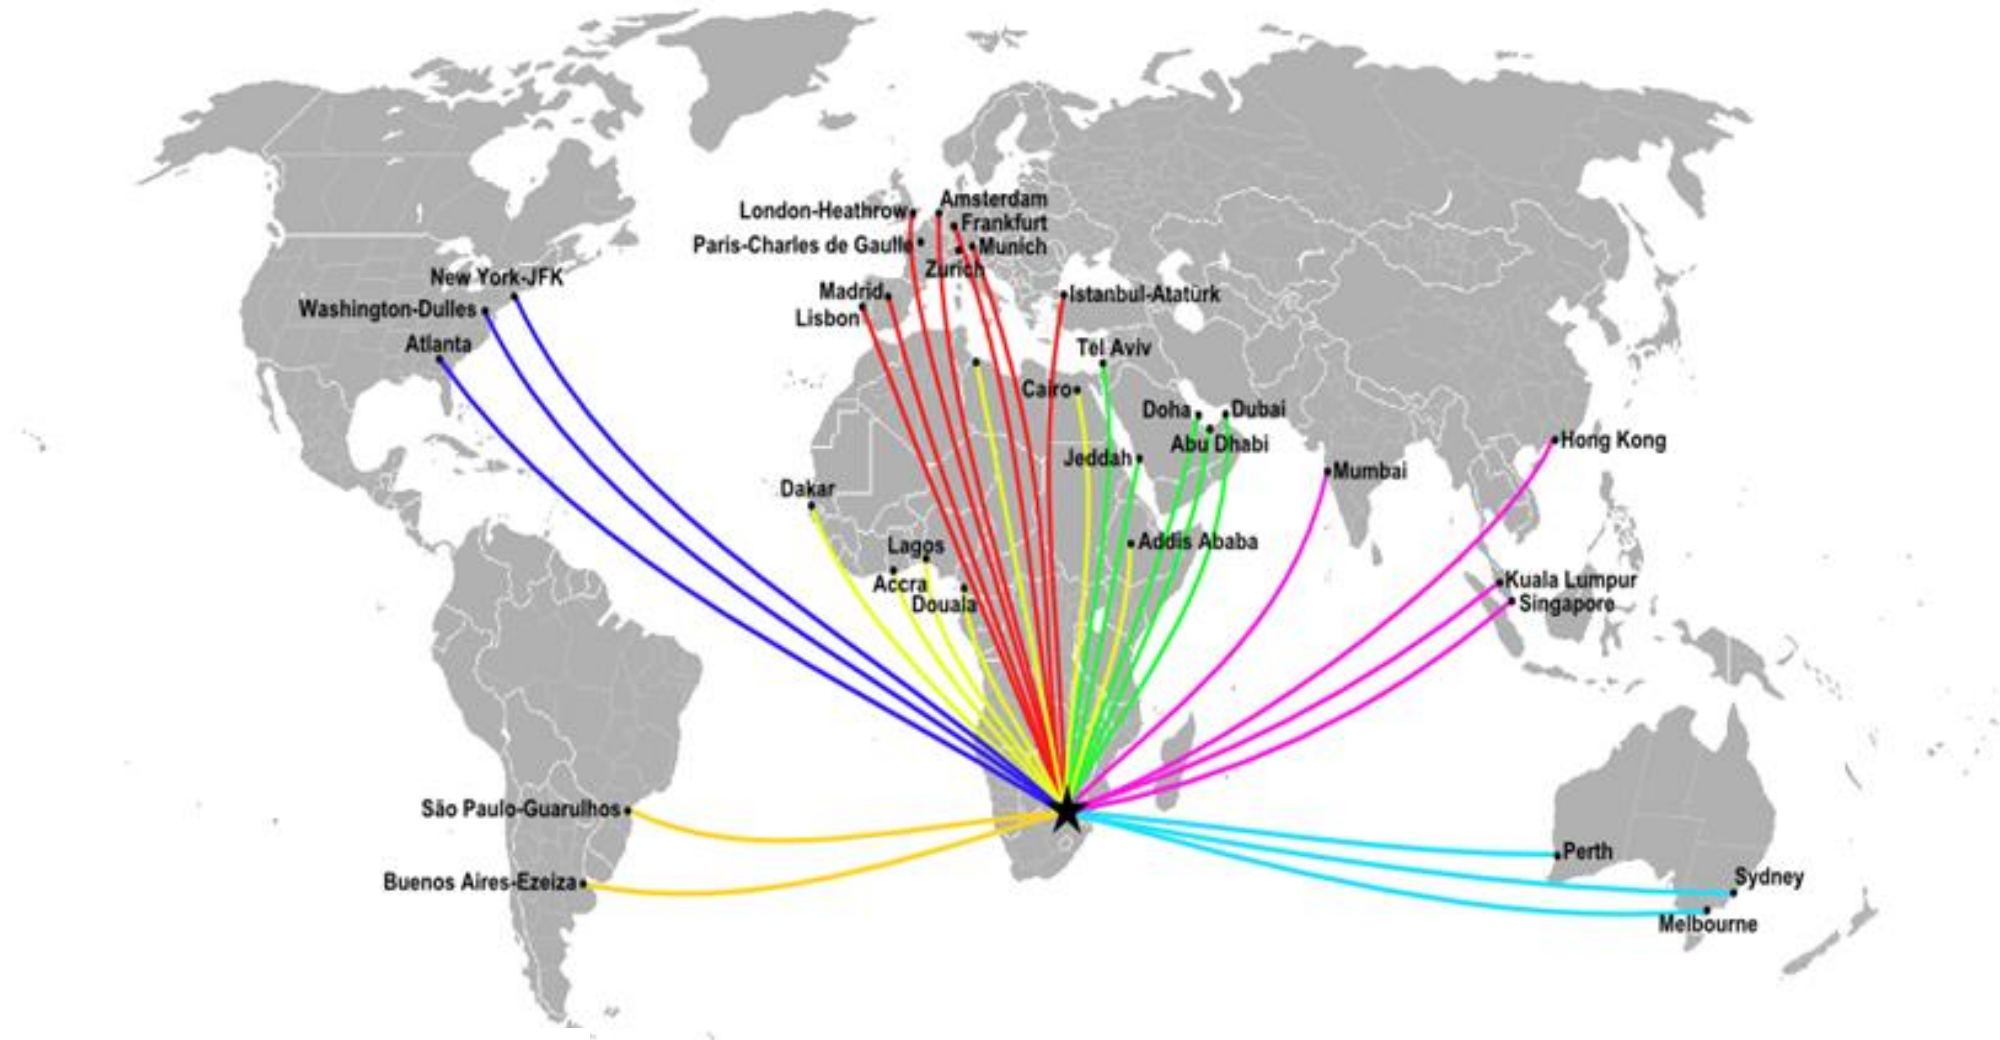 Amsterdam
London-Heathrow
Frankfurt
Paris-Charles de Gaulle
Munich
Zurich
New York-JFK
Madrid
Istanbul-Atatürk
Washington-Dulles
Lisbon
Atlanta
Tel Aviv
Cairo
Doha
Dubai
Abu Dhabi
Hong Kong
Jeddah
Mumbai
Dakar
Addis Ababa
Lagos
Accra
Kuala Lumpur
Douala
Singapore
São Paulo-Guarulhos
Perth
Sydney
Buenos Aires-Ezeiza
Melbourne